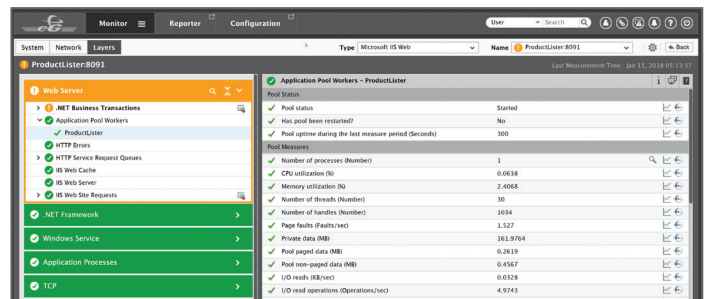 eG
Monitor
Reporter
Configuration
User
Search
System Network Layers
Type Microsoft IIS Web
Name ProductLister:8091
Back
ProductLister:8091
Last Measurement Time : Jan 11, 2018 05:13:37
Web Server
.NET Business Transactions
Application Pool Workers
ProductLister
HTTP Errors
HTTP Service Request Queues
IIS Web Cache
IIS Web Server
IIS Web Site Requests
.NET Framework
Windows Service
Application Processes
TCP
Application Pool Workers - ProductLister
Pool Status
Pool status Started
Has pool been restarted? No
Pool uptime during the last measure period (Seconds) 300
Pool Measures
Number of processes (Number) 1
CPU utilization (%) 0.0638
Memory utilization (%) 2.4068
Number of threads (Number) 30
Number of handles (Number) 1034
Page faults (Faults/sec) 1.527
Private data (MB) 161.9764
Pool paged data (MB) 0.2619
Pool non-paged data (MB) 0.4567
I/O reads (KB/sec) 0.0328
I/O read operations (Operations/sec) 4.9743